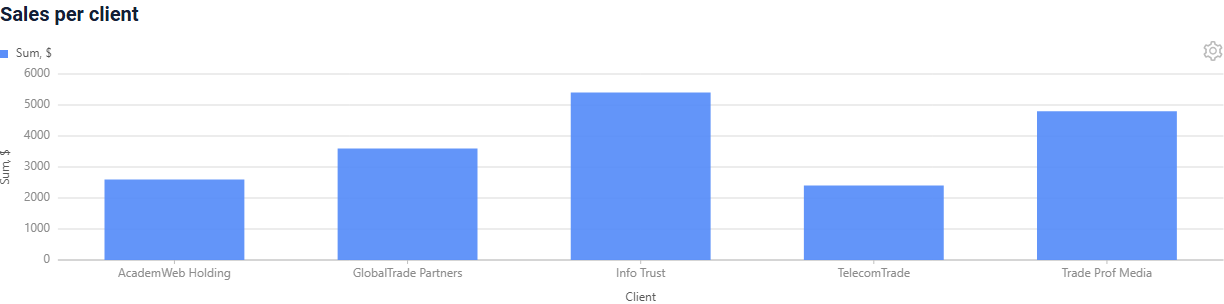 Sales per client
Sum, $
6000
5000
4000
3000
2000
1000
0
Sum, $
AcademWeb Holding
GlobalTrade Partners
Info Trust
TelecomTrade
Trade Prof Media
Client